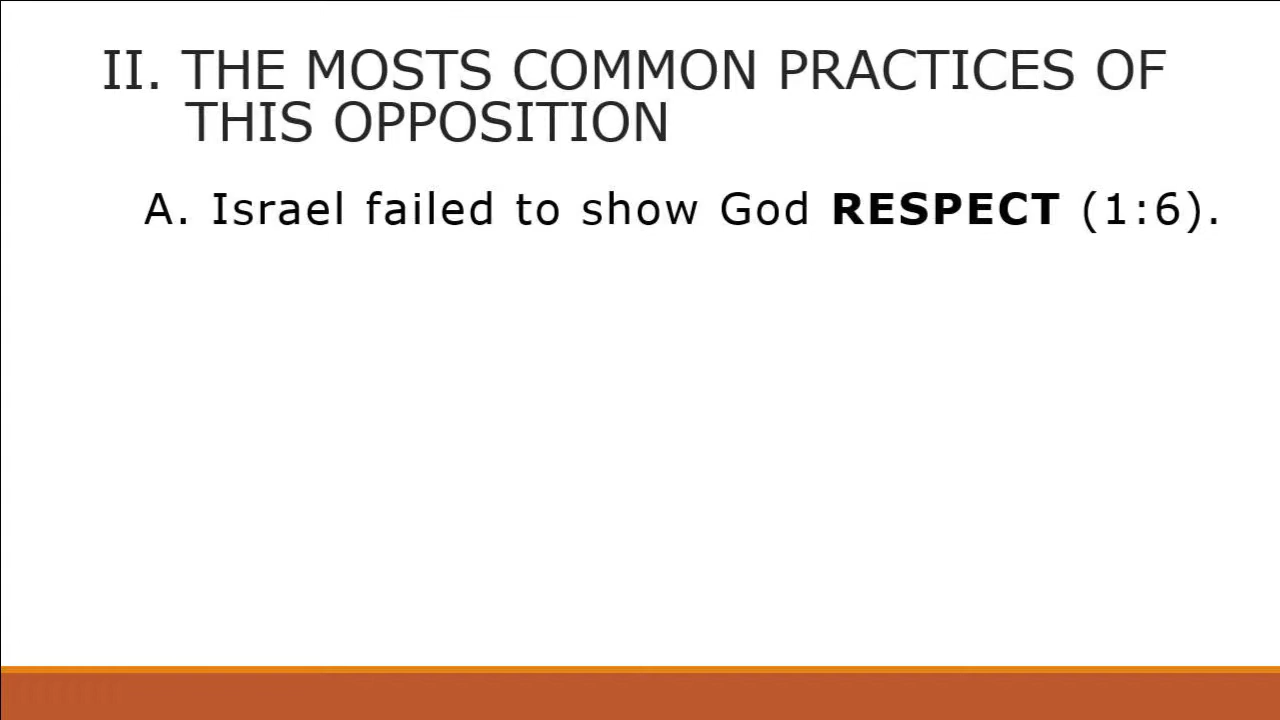 II. THE MOSTS COMMON PRACTICES OF
THIS OPPOSITION
A. Israel failed to show God RESPECT (1:6).